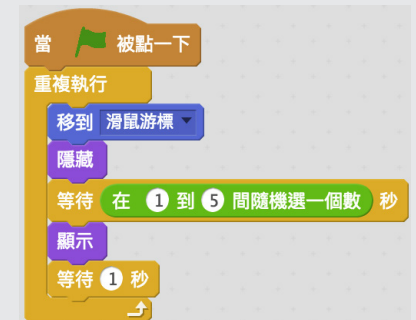 當 被點一下
重複執行
移到 滑鼠游標
隱藏
等待 在 1 到 5 間隨機選一個數 秒
顯示
等待 1 秒